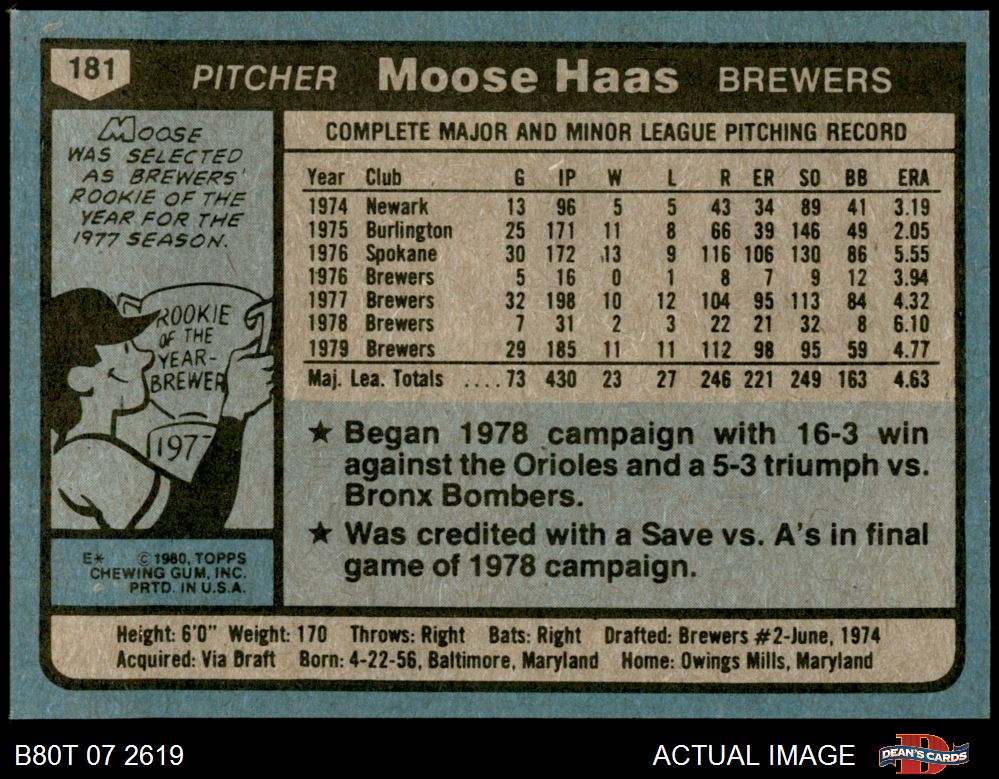 181 PITCHER Moose Haas BREWERS
MOOSE
WAS SELECTED
AS BREWERS'
ROOKIE OF THE
YEAR FOR THE
1977 SEASON.
ROOKIE
OF THE
YEAR-
BREWER
1977
E* © 1980, TOPPS
CHEWING GUM, INC.
PRTD. IN U.S.A.
COMPLETE MAJOR AND MINOR LEAGUE PITCHING RECORD
Year Club G IP W L R ER SO BB ERA
1974 Newark 13 96 5 5 43 34 89 41 3.19
1975 Burlington 25 171 11 8 66 39 146 49 2.05
1976 Spokane 30 172 13 9 116 106 130 86 5.55
1976 Brewers 5 16 0 1 8 7 9 12 3.94
1977 Brewers 32 198 10 12 104 95 113 84 4.32
1978 Brewers 7 31 2 3 22 21 32 8 6.10
1979 Brewers 29 185 11 11 112 98 95 59 4.77
Maj. Lea. Totals ....73 430 23 27 246 221 249 163 4.63
★ Began 1978 campaign with 16-3 win
against the Orioles and a 5-3 triumph vs.
Bronx Bombers.
★ Was credited with a Save vs. A's in final
game of 1978 campaign.
Height: 6'0" Weight: 170 Throws: Right Bats: Right Drafted: Brewers #2-June, 1974
Acquired: Via Draft Born: 4-22-56, Baltimore, Maryland Home: Owings Mills, Maryland
B80T 07 2619 ACTUAL IMAGE DEAN'S CARDS